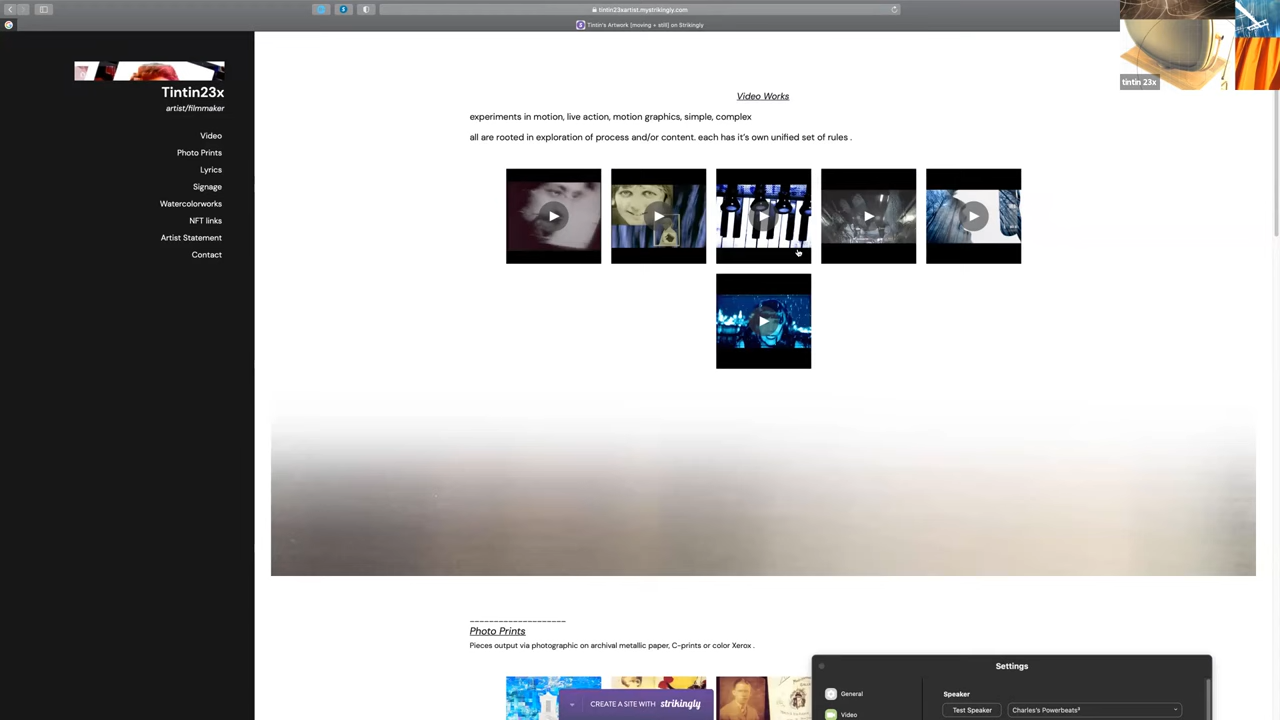 tintin23xartist.mystrikingly.com
Tintin's Artwork [moving + still] on Strikingly
tintin 23x
Tintin23x
artist/filmmaker
Video
Photo Prints
Lyrics
Signage
Watercolorworks
NFT links
Artist Statement
Contact
Video Works
experiments in motion, live action, motion graphics, simple, complex
all are rooted in exploration of process and/or content. each has it's own unified set of rules .
____________________
Photo Prints
Pieces output via photographic on archival metallic paper, C-prints or color Xerox .
CREATE A SITE WITH strikingly
Settings
General
Video
Speaker
Test Speaker
Charles's Powerbeats³